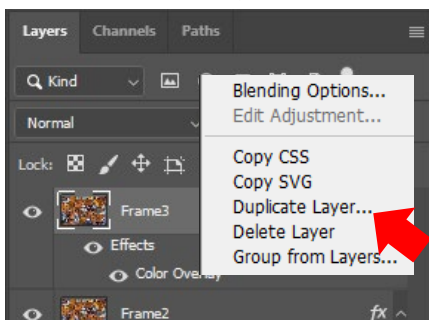 Layers Channels Paths
Kind
Normal
Lock:
Frame3
Effects
Color Overlay
Frame2 fx
Blending Options...
Edit Adjustment...
Copy CSS
Copy SVG
Duplicate Layer...
Delete Layer
Group from Layers...